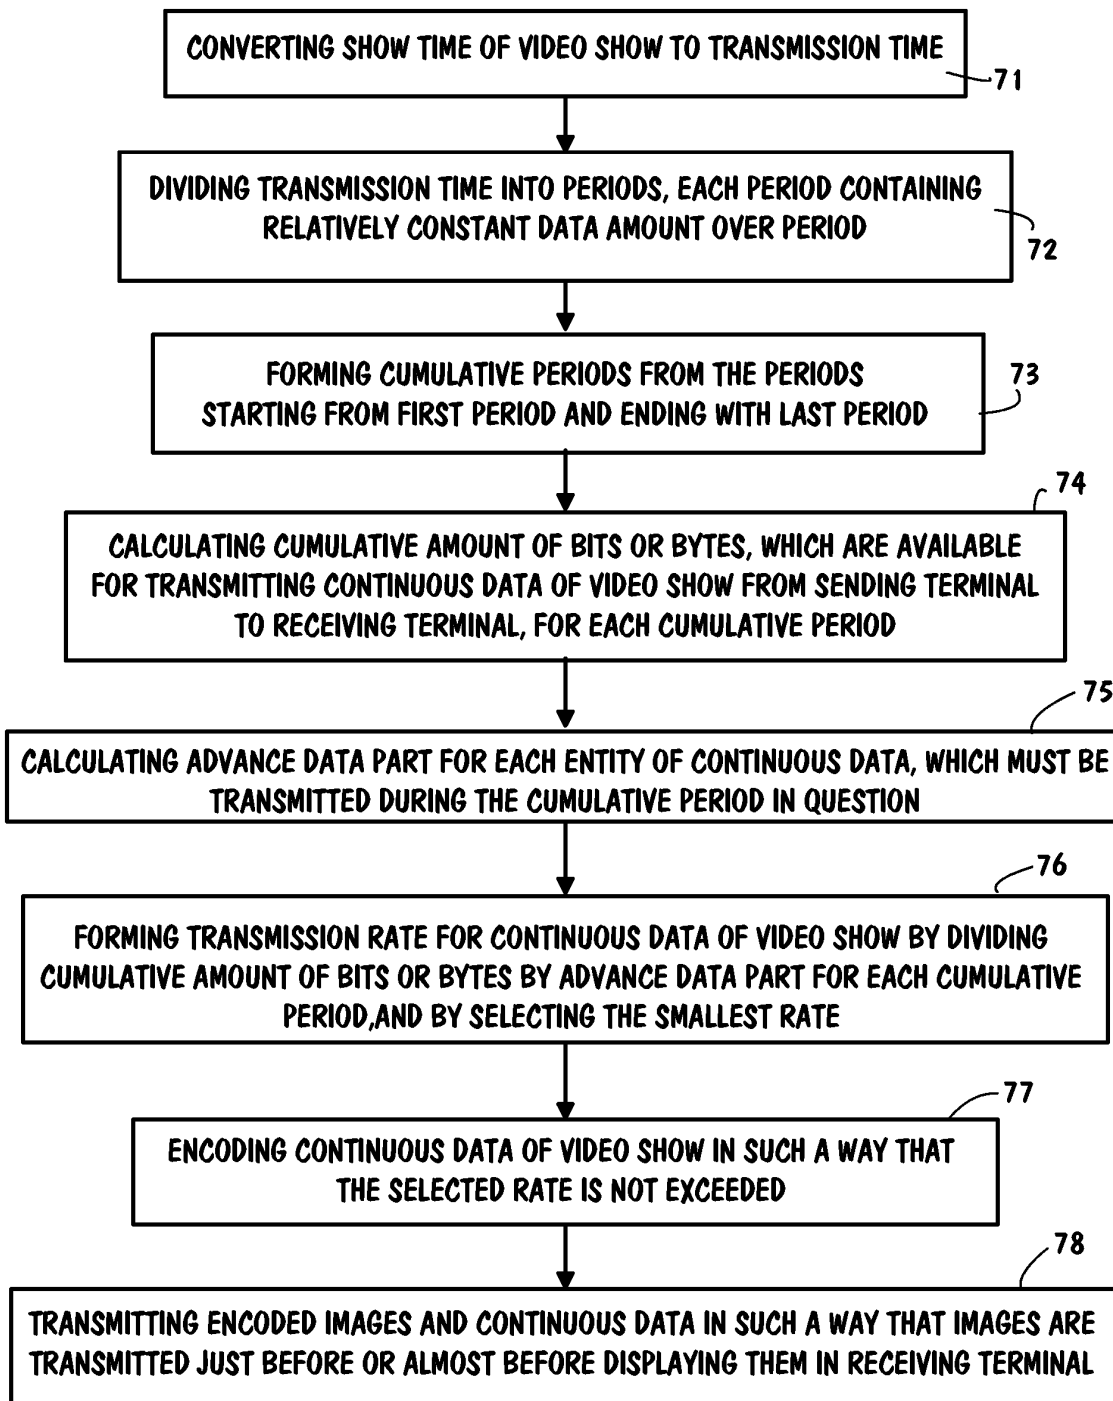 CONVERTING SHOW TIME OF VIDEO SHOW TO TRANSMISSION TIME
71
DIVIDING TRANSMISSION TIME INTO PERIODS, EACH PERIOD CONTAINING
RELATIVELY CONSTANT DATA AMOUNT OVER PERIOD
72
FORMING CUMULATIVE PERIODS FROM THE PERIODS
STARTING FROM FIRST PERIOD AND ENDING WITH LAST PERIOD
73
74
CALCULATING CUMULATIVE AMOUNT OF BITS OR BYTES, WHICH ARE AVAILABLE
FOR TRANSMITTING CONTINUOUS DATA OF VIDEO SHOW FROM SENDING TERMINAL
TO RECEIVING TERMINAL, FOR EACH CUMULATIVE PERIOD
75
CALCULATING ADVANCE DATA PART FOR EACH ENTITY OF CONTINUOUS DATA, WHICH MUST BE
TRANSMITTED DURING THE CUMULATIVE PERIOD IN QUESTION
76
FORMING TRANSMISSION RATE FOR CONTINUOUS DATA OF VIDEO SHOW BY DIVIDING
CUMULATIVE AMOUNT OF BITS OR BYTES BY ADVANCE DATA PART FOR EACH CUMULATIVE
PERIOD,AND BY SELECTING THE SMALLEST RATE
77
ENCODING CONTINUOUS DATA OF VIDEO SHOW IN SUCH A WAY THAT
THE SELECTED RATE IS NOT EXCEEDED
78
TRANSMITTING ENCODED IMAGES AND CONTINUOUS DATA IN SUCH A WAY THAT IMAGES ARE
TRANSMITTED JUST BEFORE OR ALMOST BEFORE DISPLAYING THEM IN RECEIVING TERMINAL